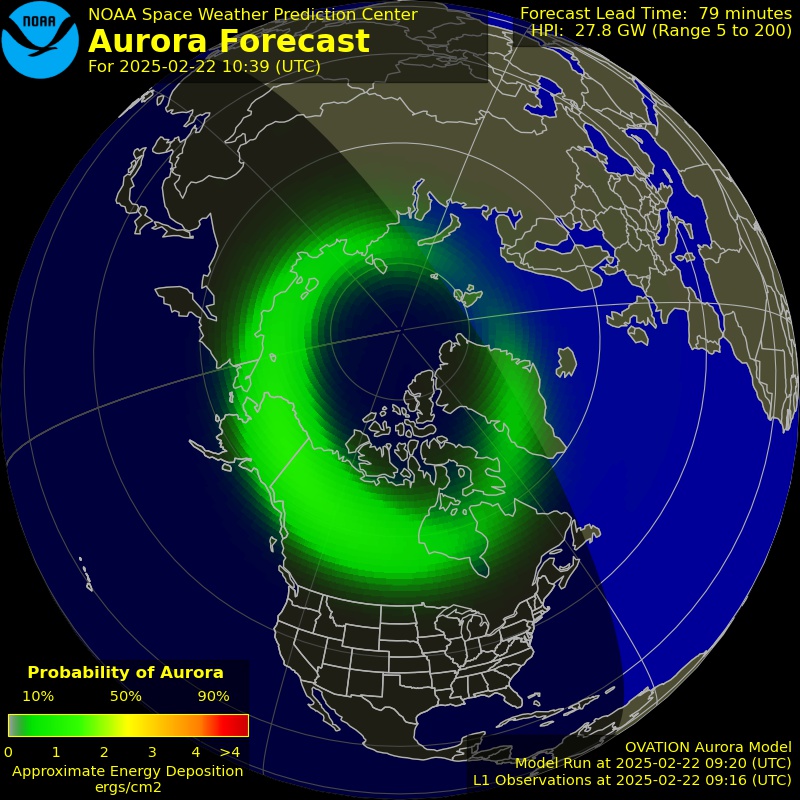 NOAA
NOAA Space Weather Prediction Center
Aurora Forecast
For 2025-02-22 10:39 (UTC)
Forecast Lead Time: 79 minutes
HPI: 27.8 GW (Range 5 to 200)
Probability of Aurora
10% 50% 90%
0 1 2 3 4 >4
Approximate Energy Deposition
ergs/cm2
OVATION Aurora Model
Model Run at 2025-02-22 09:20 (UTC)
L1 Observations at 2025-02-22 09:16 (UTC)